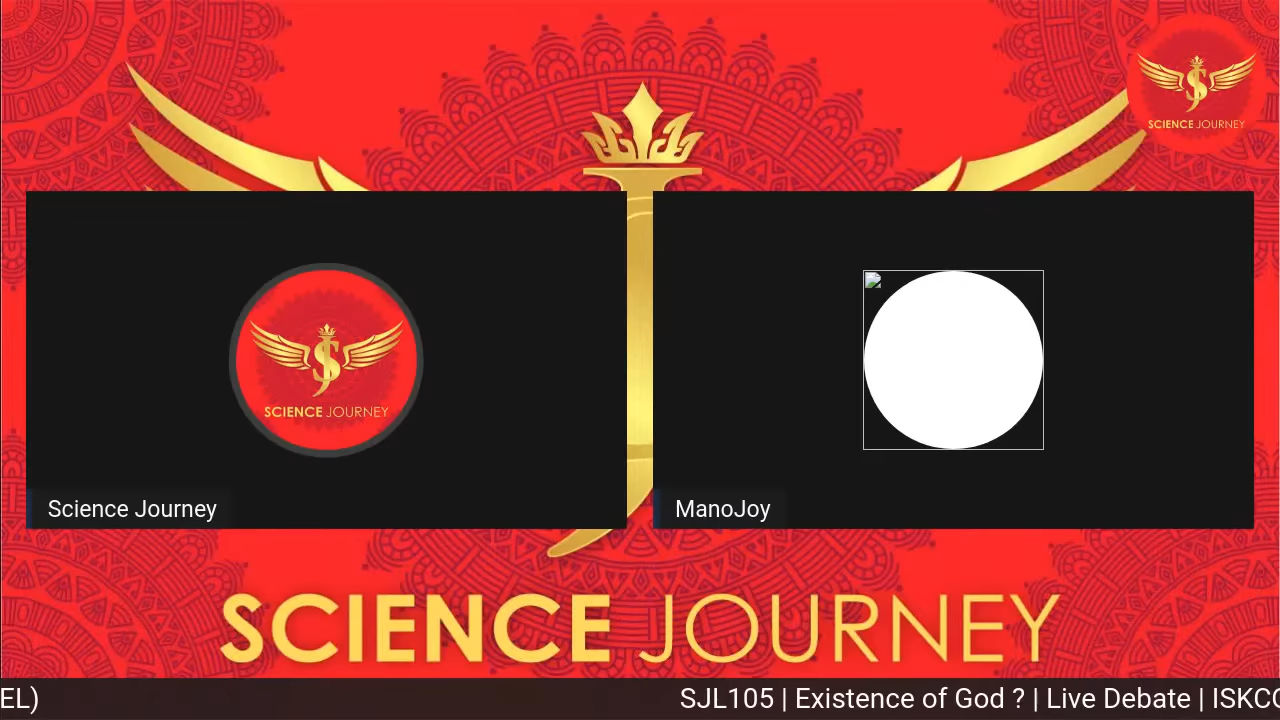 SCIENCE JOURNEY
SCIENCE JOURNEY
Science Journey
ManoJoy
SCIENCE JOURNEY
EL)
SJL105 | Existence of God ? | Live Debate |